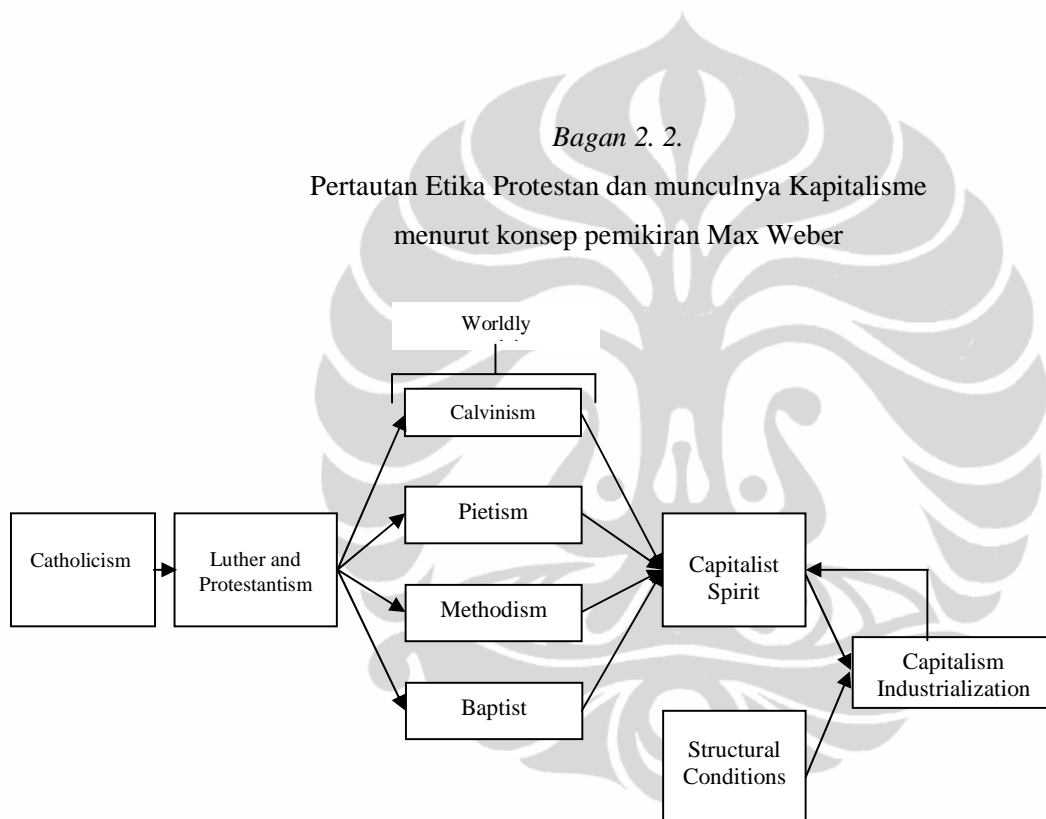 Bagan 2. 2.
Pertautan Etika Protestan dan munculnya Kapitalisme
menurut konsep pemikiran Max Weber
Worldly
Calvinism
Pietism
Catholicism
Luther and
Protestantism
Methodism
Capitalist
Spirit
Baptist
Capitalism
Industrialization
Structural
Conditions